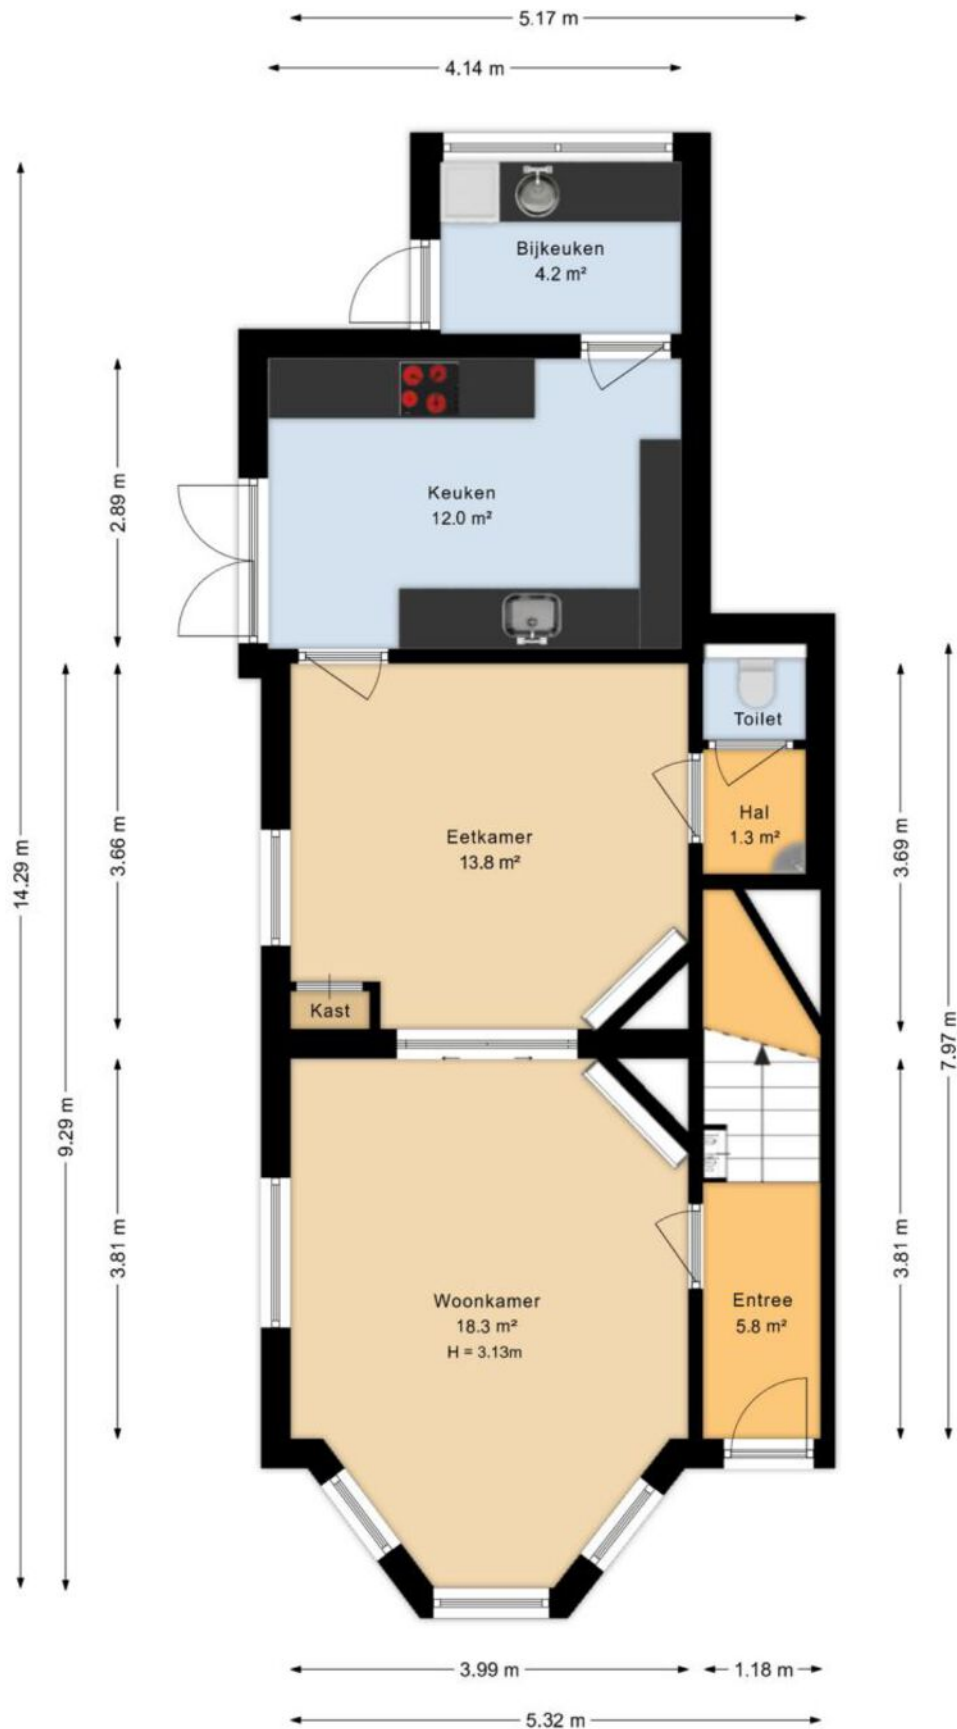 5.17 m
4.14 m
Bijkeuken
4.2 m²
2.89 m
Keuken
12.0 m²
Toilet
Hal
1.3 m²
14.29 m
3.66 m
Eetkamer
13.8 m²
3.69 m
7.97 m
Kast
9.29 m
3.81 m
Woonkamer
18.3 m²
H = 3.13m
Entree
5.8 m²
3.81 m
3.99 m
1.18 m
5.32 m